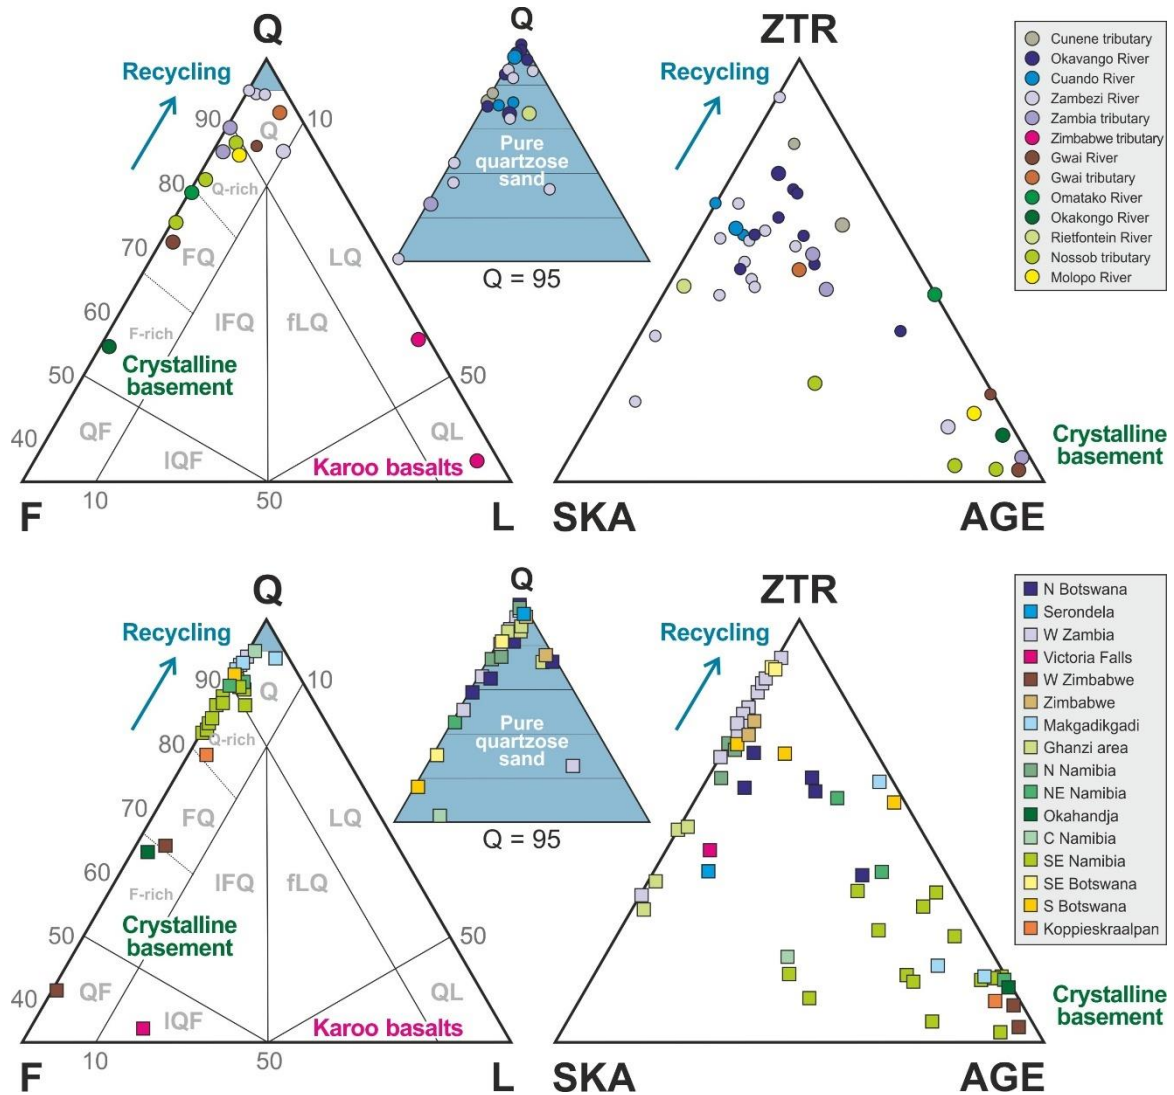 Q
Recycling
90
10
Q
80
Q-rich
70
FQ
LQ
60
lFQ
fLQ
F-rich
Crystalline
basement
50
50
40
QF
QL
lQF
Karoo basalts
F
10
50
L
Q
Pure
quartzose
sand
Q = 95
ZTR
Recycling
Crystalline
basement
SKA
AGE
Cunene tributary
Okavango River
Cuando River
Zambezi River
Zambia tributary
Zimbabwe tributary
Gwai River
Gwai tributary
Omatako River
Okakongo River
Rietfontein River
Nossob tributary
Molopo River
Q
Recycling
90
10
Q
80
Q-rich
70
FQ
LQ
60
lFQ
fLQ
F-rich
Crystalline
basement
50
50
40
QF
QL
lQF
Karoo basalts
F
10
50
L
Q
Pure
quartzose
sand
Q = 95
ZTR
Recycling
Crystalline
basement
SKA
AGE
N Botswana
Serondela
W Zambia
Victoria Falls
W Zimbabwe
Zimbabwe
Makgadikgadi
Ghanzi area
N Namibia
NE Namibia
Okahandja
C Namibia
SE Namibia
SE Botswana
S Botswana
Koppieskraalpan